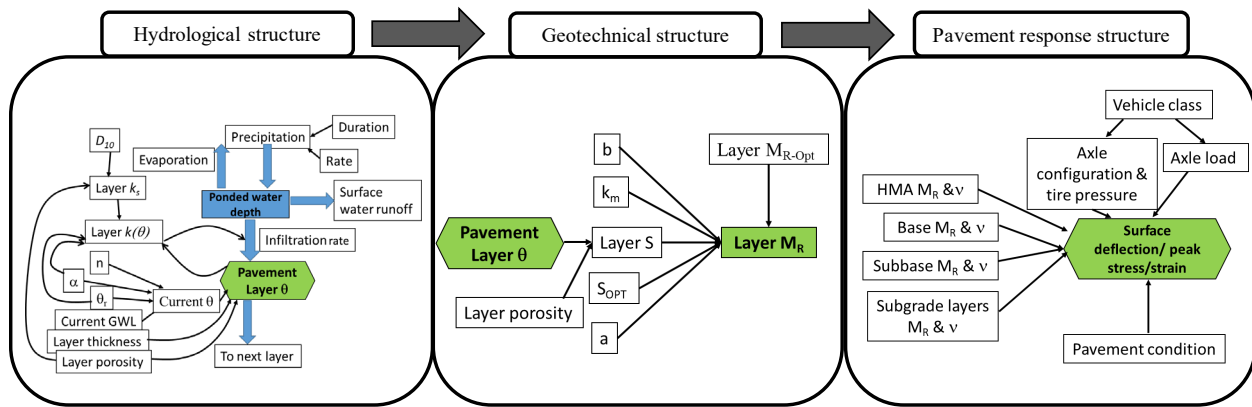 Hydrological structure
Geotechnical structure
Pavement response structure
Duration
Precipitation
D10
Evaporation
Rate
Layer ks
Ponded water
depth
Surface
water runoff
Layer k(θ)
Infiltration rate
n
Pavement
Layer θ
α
θr
Current θ
Current GWL
Layer thickness
Layer porosity
To next layer
b
Layer MR-Opt
km
Pavement
Layer θ
Layer S
Layer MR
SOPT
Layer porosity
a
Vehicle class
Axle
configuration &
tire pressure
Axle load
HMA MR & ν
Base MR & ν
Subbase MR & ν
Subgrade layers
MR & ν
Surface
deflection/ peak
stress/strain
Pavement condition